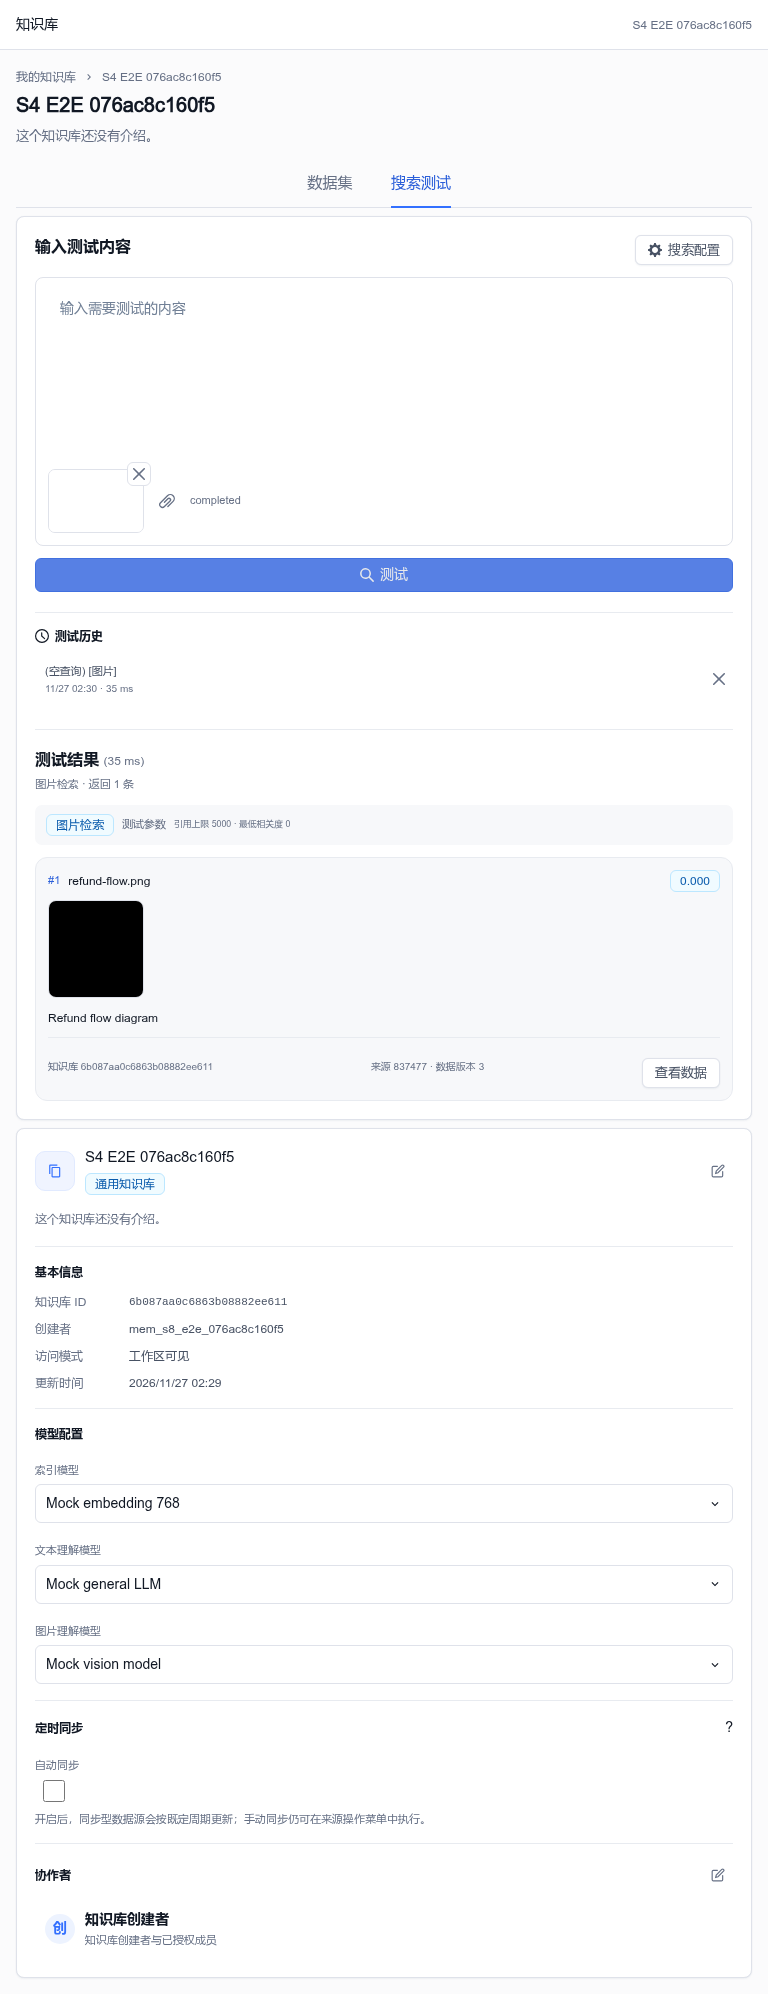 知识库
S4 E2E 076ac8c160f5
我的知识库 › S4 E2E 076ac8c160f5
S4 E2E 076ac8c160f5
这个知识库还没有介绍。
数据集 搜索测试
输入测试内容
搜索配置
输入需要测试的内容
completed
测试
测试历史
(空查询) [图片]
11/27 02:30 · 35 ms
测试结果 (35 ms)
图片检索 · 返回 1 条
图片检索 测试参数 引用上限 5000 · 最低相关度 0
#1 refund-flow.png 0.000
Refund flow diagram
知识库 6b087aa0c6863b08882ee611 来源 837477 · 数据版本 3 查看数据
S4 E2E 076ac8c160f5
通用知识库
这个知识库还没有介绍。
基本信息
知识库 ID 6b087aa0c6863b08882ee611
创建者 mem_s8_e2e_076ac8c160f5
访问模式 工作区可见
更新时间 2026/11/27 02:29
模型配置
索引模型
Mock embedding 768
文本理解模型
Mock general LLM
图片理解模型
Mock vision model
定时同步 ?
自动同步
开启后，同步型数据源会按既定周期更新；手动同步仍可在来源操作菜单中执行。
协作者
创 知识库创建者
知识库创建者与已授权成员